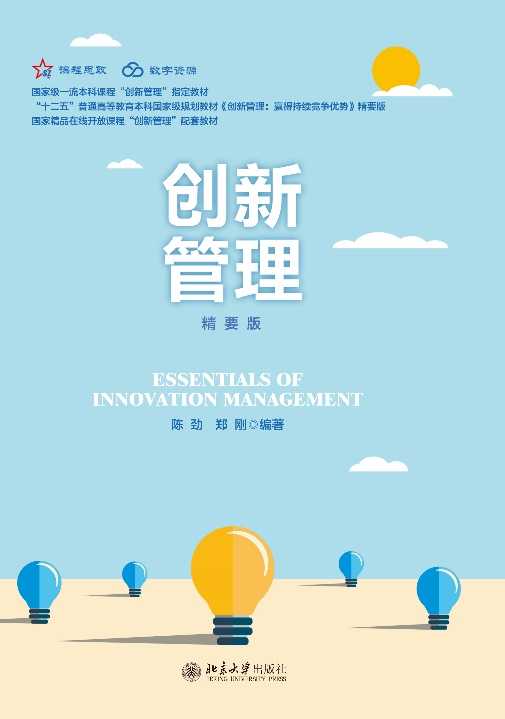 课程思政 数字资源
国家级一流本科课程“创新管理”指定教材
“十二五”普通高等教育本科国家级规划教材《创新管理：赢得持续竞争优势》精要版
国家精品在线开放课程“创新管理”配套教材
创新
管理
精要版
ESSENTIALS OF
INNOVATION MANAGEMENT
陈 劲 郑 刚◎编著
北京大学出版社
PEKING UNIVERSITY PRESS